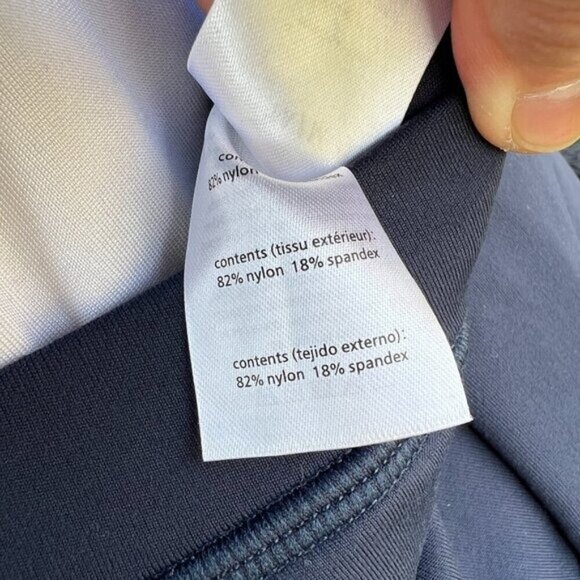 82% nylon
contents (tissu extérieur):
82% nylon 18% spandex
contents (tejido externo):
82% nylon 18% spandex